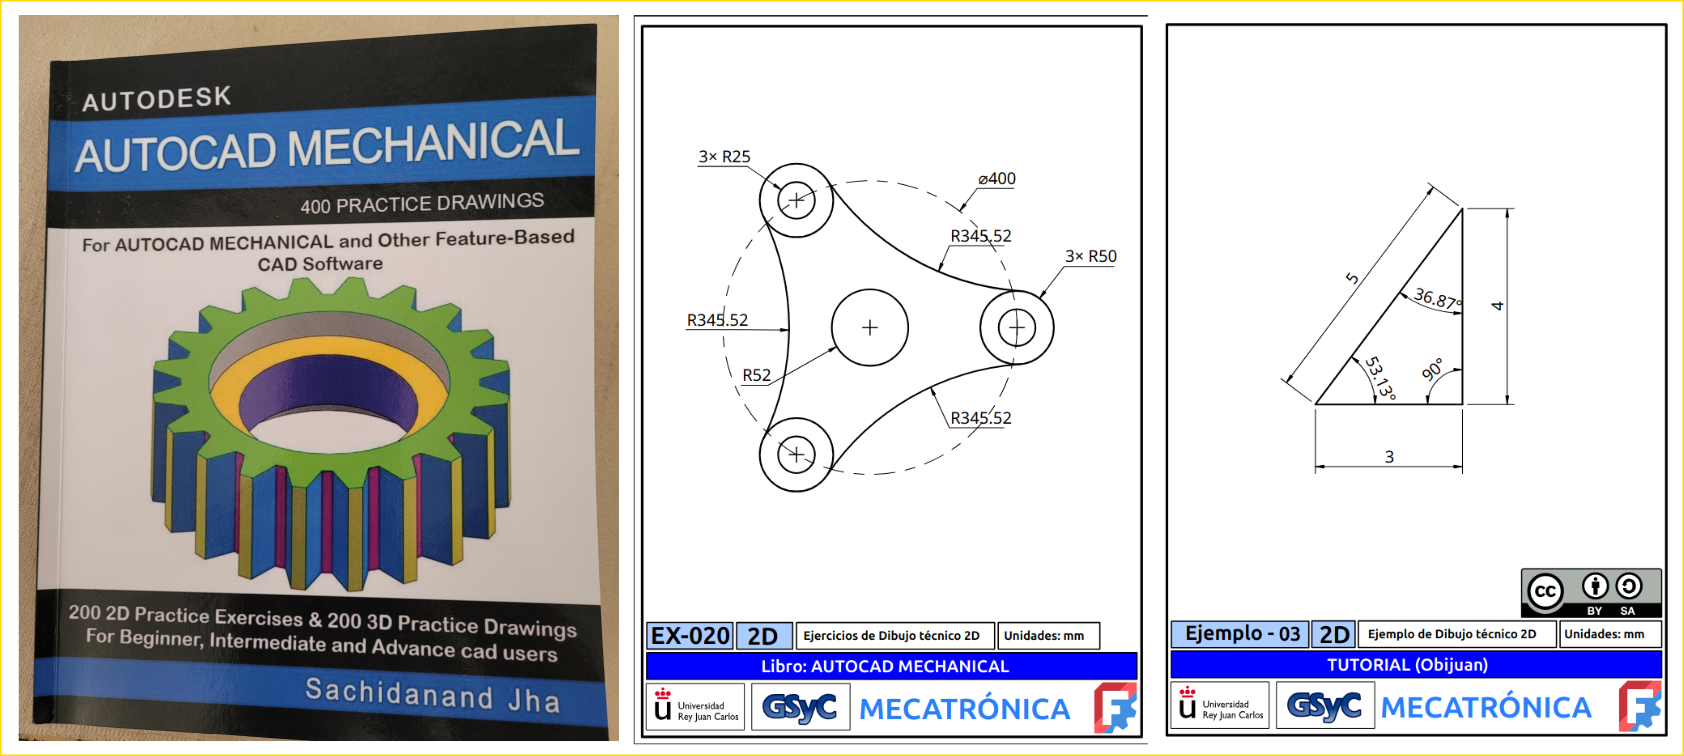 AUTODESK
AUTOCAD MECHANICAL
400 PRACTICE DRAWINGS
For AUTOCAD MECHANICAL and Other Feature-Based
CAD Software
200 2D Practice Exercises & 200 3D Practice Drawings
For Beginner, Intermediate and Advance cad users
Sachidanand Jha
3× R25
⌀400
R345.52
3× R50
R345.52
R52
R345.52
EX-020
2D
Ejercicios de Dibujo técnico 2D
Unidades: mm
Libro: AUTOCAD MECHANICAL
ü Universidad
Rey Juan Carlos
GSyC
MECATRÓNICA
F
5
36.87°
4
53.13°
90°
3
cc
BY SA
Ejemplo - 03
2D
Ejemplo de Dibujo técnico 2D
Unidades: mm
TUTORIAL (Obijuan)
ü Universidad
Rey Juan Carlos
GSyC
MECATRÓNICA
F